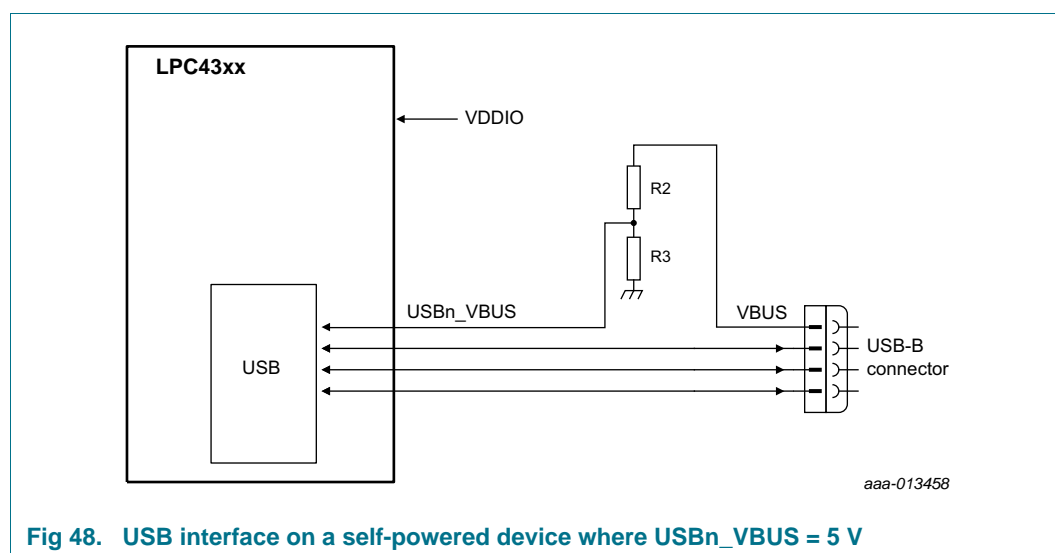 LPC43xx
VDDIO
R2
R3
USBn_VBUS
VBUS
USB
USB-B
connector
aaa-013458
Fig 48. USB interface on a self-powered device where USBn_VBUS = 5 V